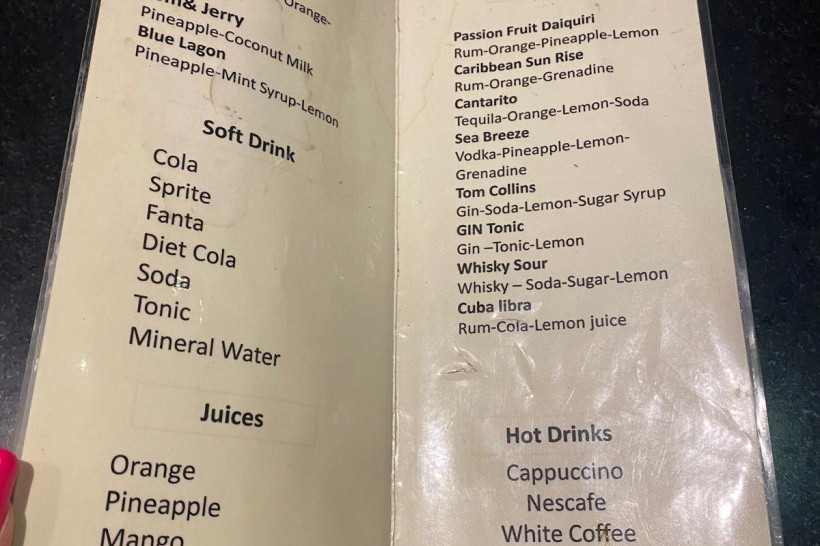 Orange-
& Jerry
Pineapple-Coconut Milk
Blue Lagon
Pineapple-Mint Syrup-Lemon
Soft Drink
Cola
Sprite
Fanta
Diet Cola
Soda
Tonic
Mineral Water
Juices
Orange
Pineapple
Mango
Passion Fruit Daiquiri
Rum-Orange-Pineapple-Lemon
Caribbean Sun Rise
Rum-Orange-Grenadine
Cantarito
Tequila-Orange-Lemon-Soda
Sea Breeze
Vodka-Pineapple-Lemon-
Grenadine
Tom Collins
Gin-Soda-Lemon-Sugar Syrup
GIN Tonic
Gin –Tonic-Lemon
Whisky Sour
Whisky – Soda-Sugar-Lemon
Cuba libra
Rum-Cola-Lemon juice
Hot Drinks
Cappuccino
Nescafe
White Coffee